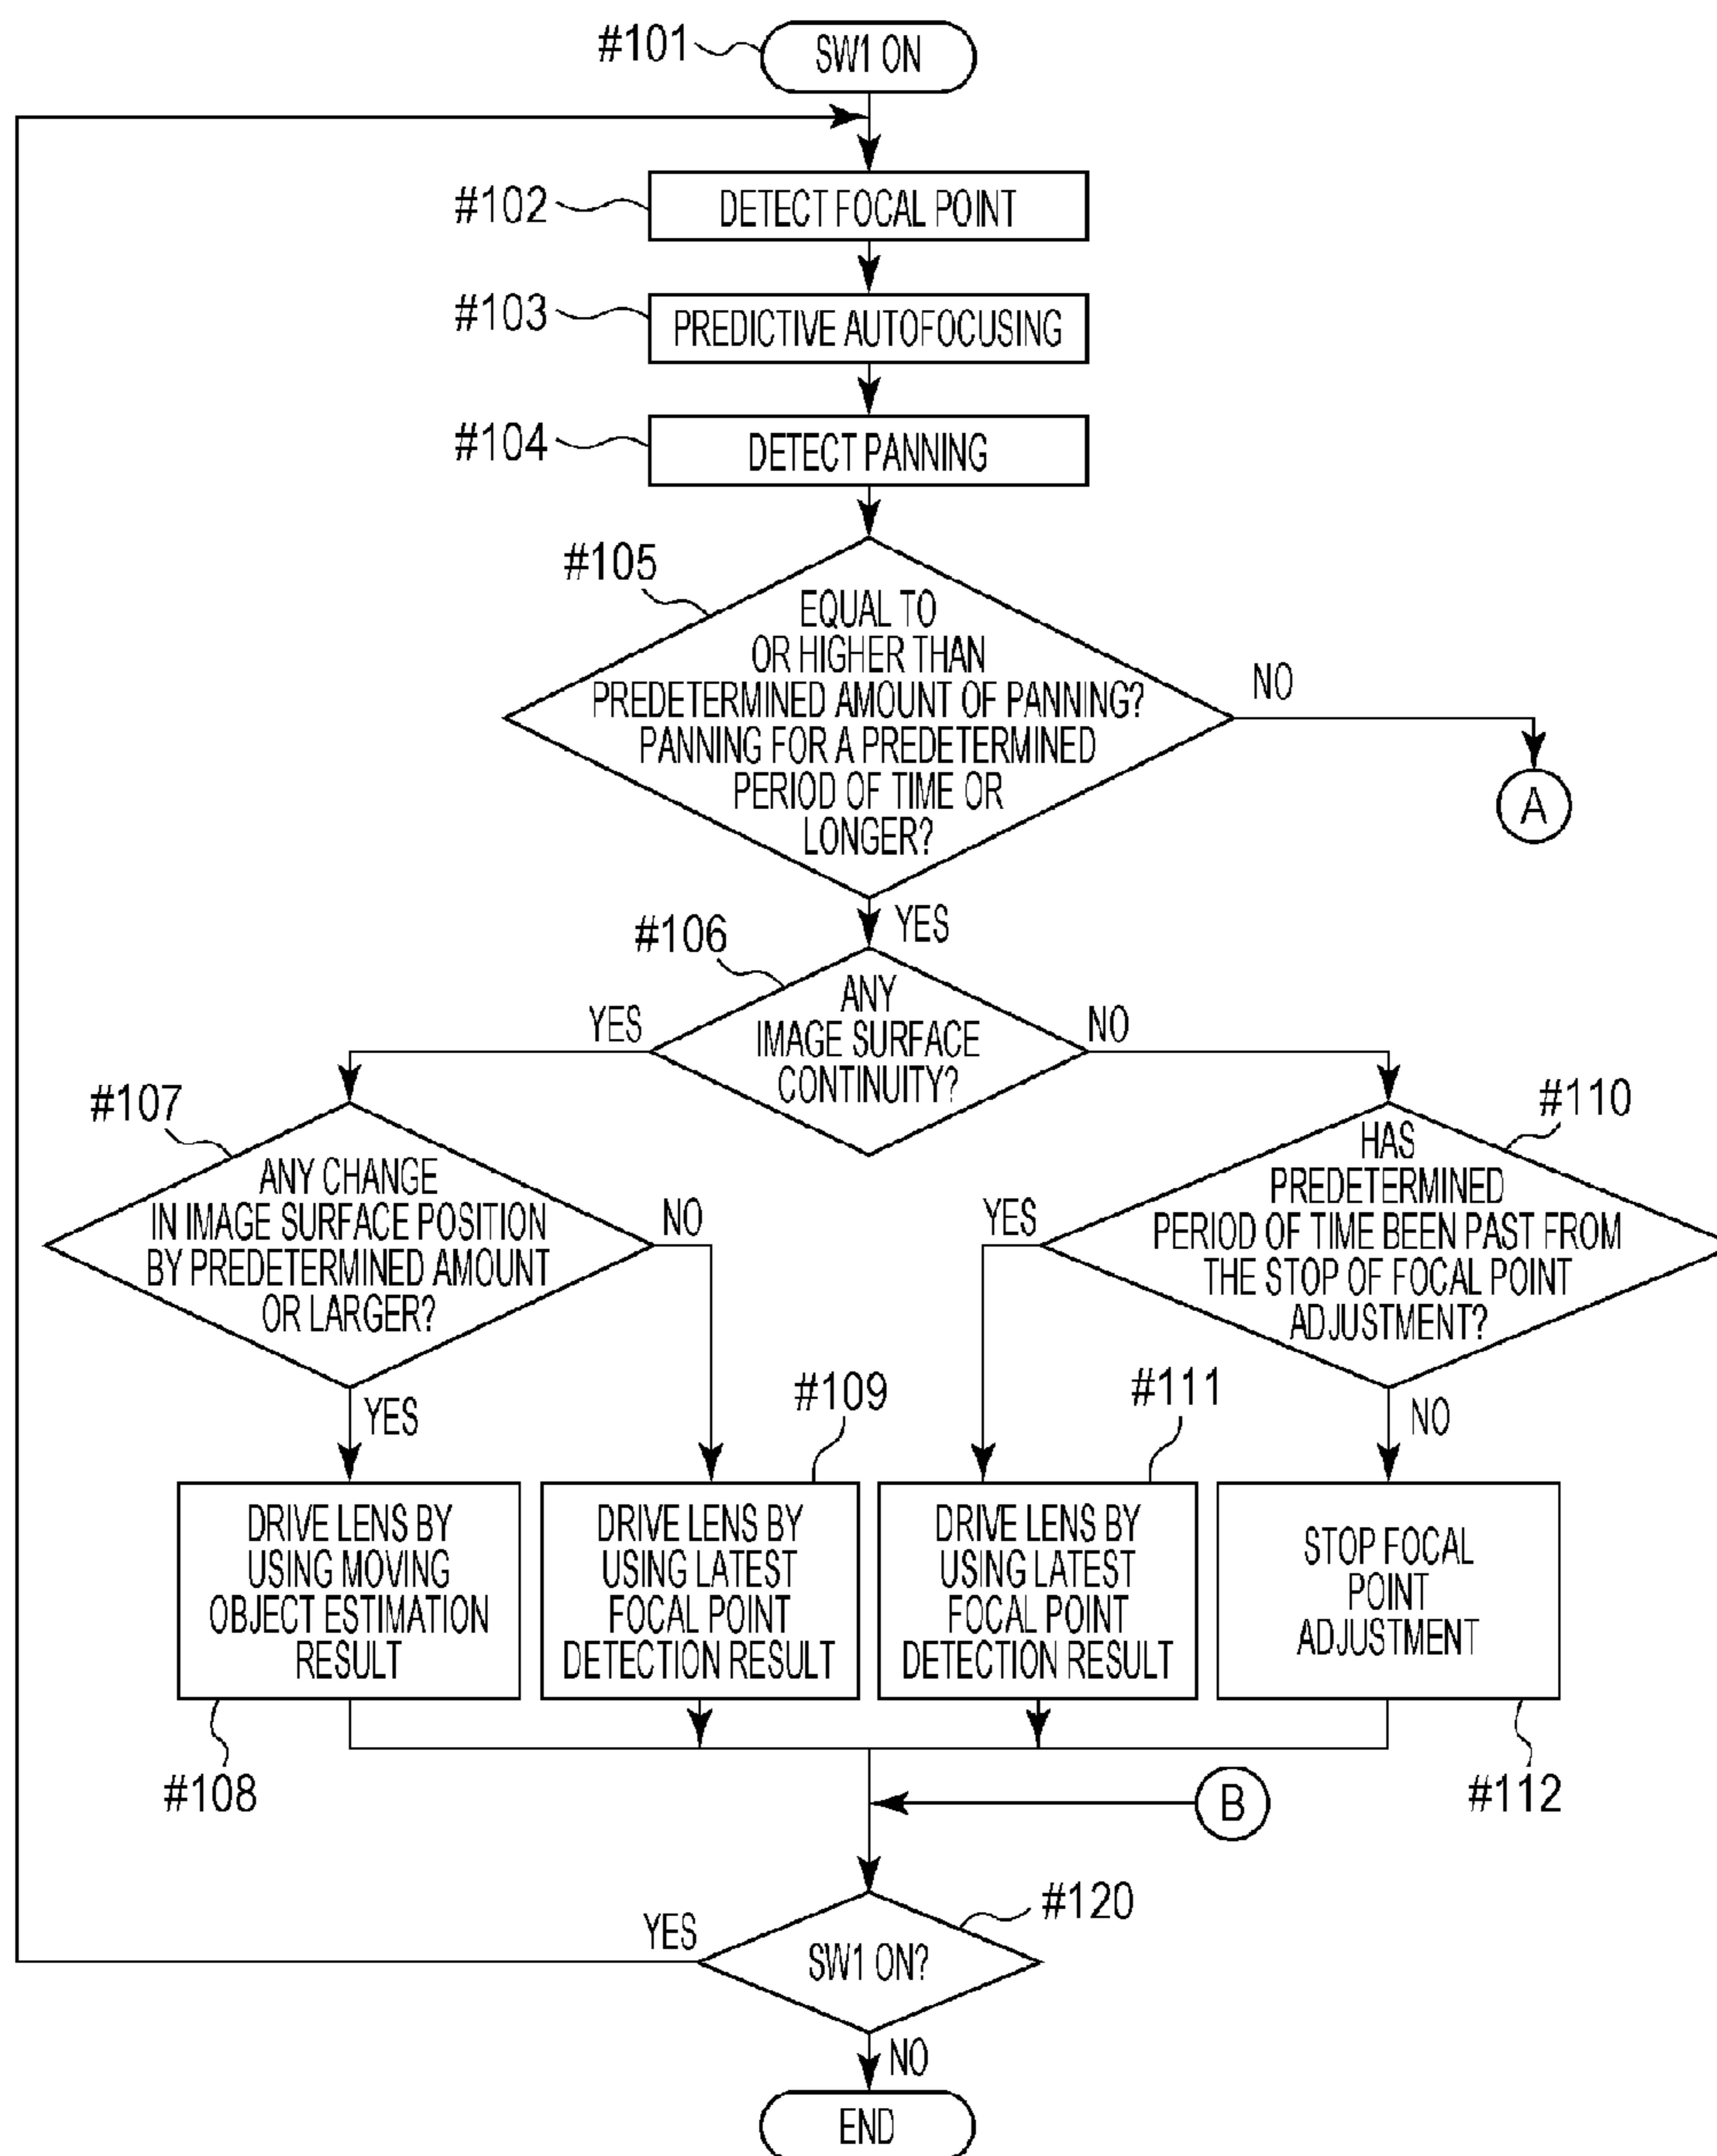 #101
SW1 ON
#102
DETECT FOCAL POINT
#103
PREDICTIVE AUTOFOCUSING
#104
DETECT PANNING
#105
EQUAL TO
OR HIGHER THAN
PREDETERMINED AMOUNT OF PANNING?
PANNING FOR A PREDETERMINED
PERIOD OF TIME OR
LONGER?
NO
A
YES
#106
ANY
IMAGE SURFACE
CONTINUITY?
YES
NO
#107
ANY CHANGE
IN IMAGE SURFACE POSITION
BY PREDETERMINED AMOUNT
OR LARGER?
NO
YES
#110
HAS
PREDETERMINED
PERIOD OF TIME BEEN PAST FROM
THE STOP OF FOCAL POINT
ADJUSTMENT?
YES
NO
#109
#111
DRIVE LENS BY
USING MOVING
OBJECT ESTIMATION
RESULT
DRIVE LENS BY
USING LATEST
FOCAL POINT
DETECTION RESULT
DRIVE LENS BY
USING LATEST
FOCAL POINT
DETECTION RESULT
STOP FOCAL
POINT
ADJUSTMENT
#108
B
#112
#120
YES
SW1 ON?
NO
END